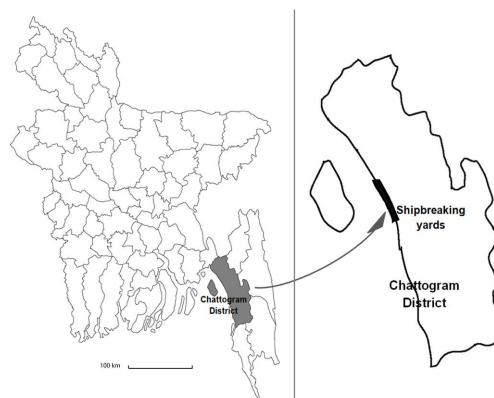 Chattogram
District
100 km
Shipbreaking
yards
Chattogram
District